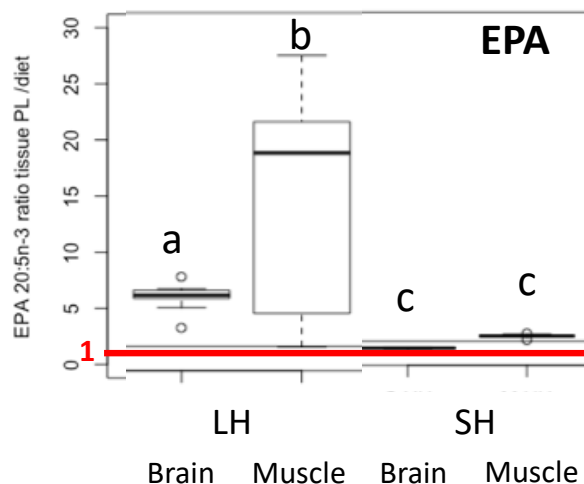 EPA 20:5n-3 ratio tissue PL /diet
30
25
20
15
10
5
0
1
EPA
a
b
c
c
LH
SH
Brain
Muscle
Brain
Muscle